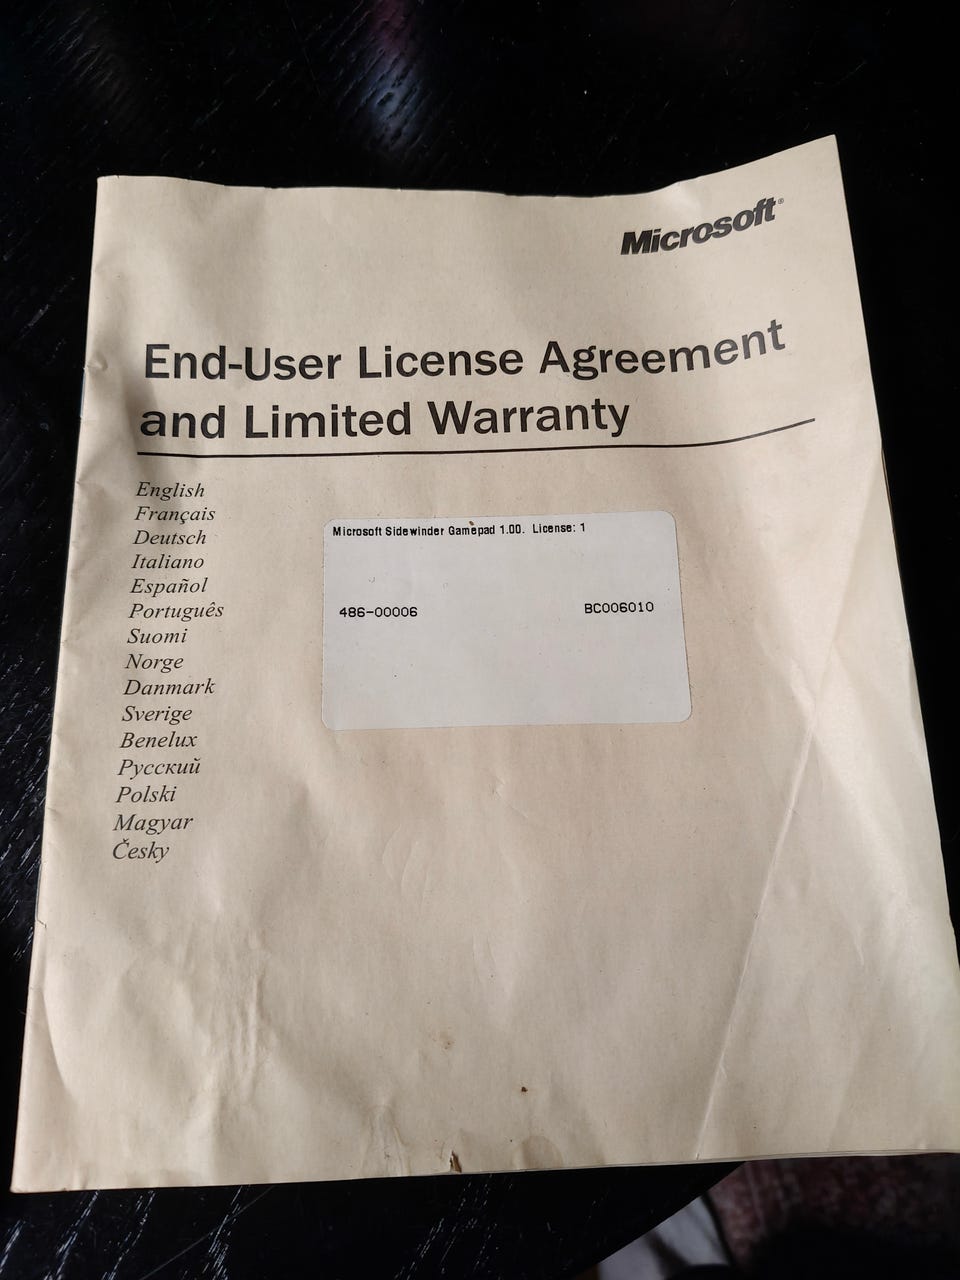 Microsoft®
End-User License Agreement
and Limited Warranty
English
Français
Deutsch
Italiano
Español
Português
Suomi
Norge
Danmark
Sverige
Benelux
Русский
Polski
Magyar
Česky
Microsoft Sidewinder Gamepad 1.00. License: 1
486-00006 BC006010